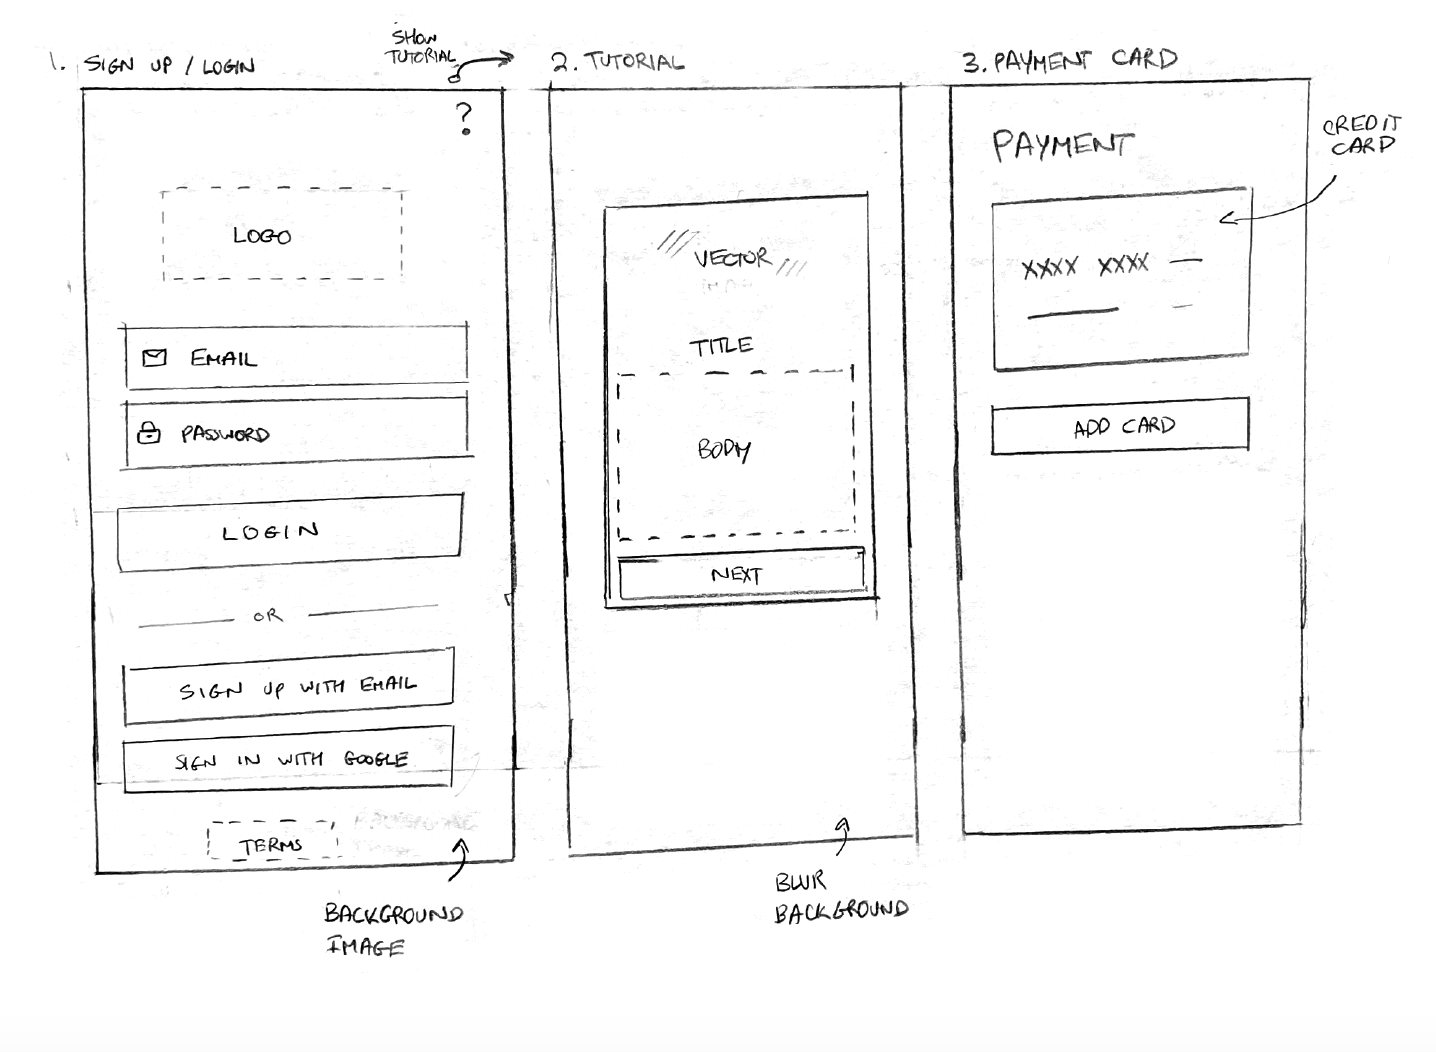 1. SIGN UP / LOGIN
SHOW
TUTORIAL
?
LOGO
EMAIL
PASSWORD
LOGIN
OR
SIGN UP WITH EMAIL
SIGN IN WITH GOOGLE
TERMS
BACKGROUND
IMAGE
2. TUTORIAL
VECTOR
TITLE
BODY
NEXT
BLUR
BACKGROUND
3. PAYMENT CARD
PAYMENT
CREDIT
CARD
XXXX XXXX
ADD CARD